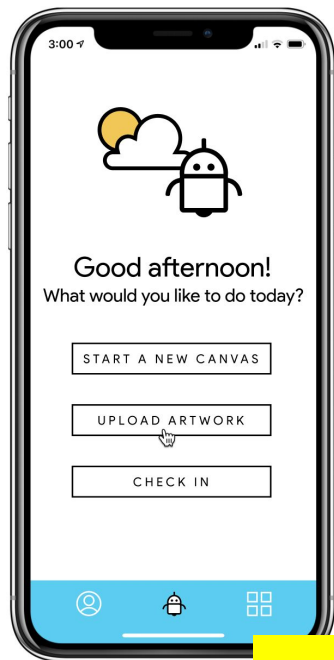 3:00
Good afternoon!
What would you like to do today?
START A NEW CANVAS
UPLOAD ARTWORK
CHECK IN